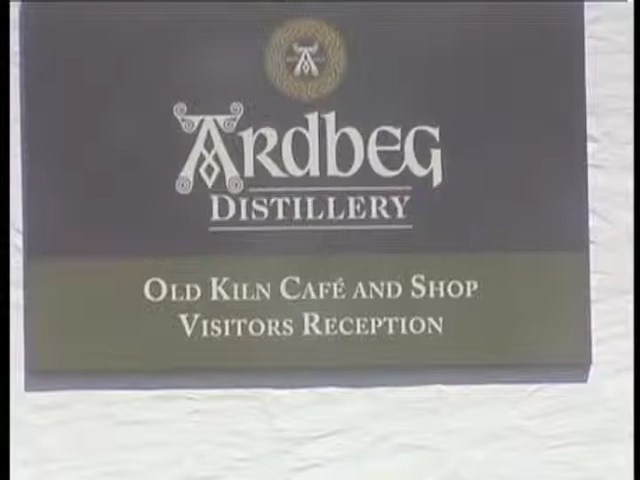 ARDBEG
DISTILLERY
OLD KILN CAFÉ AND SHOP
VISITORS RECEPTION